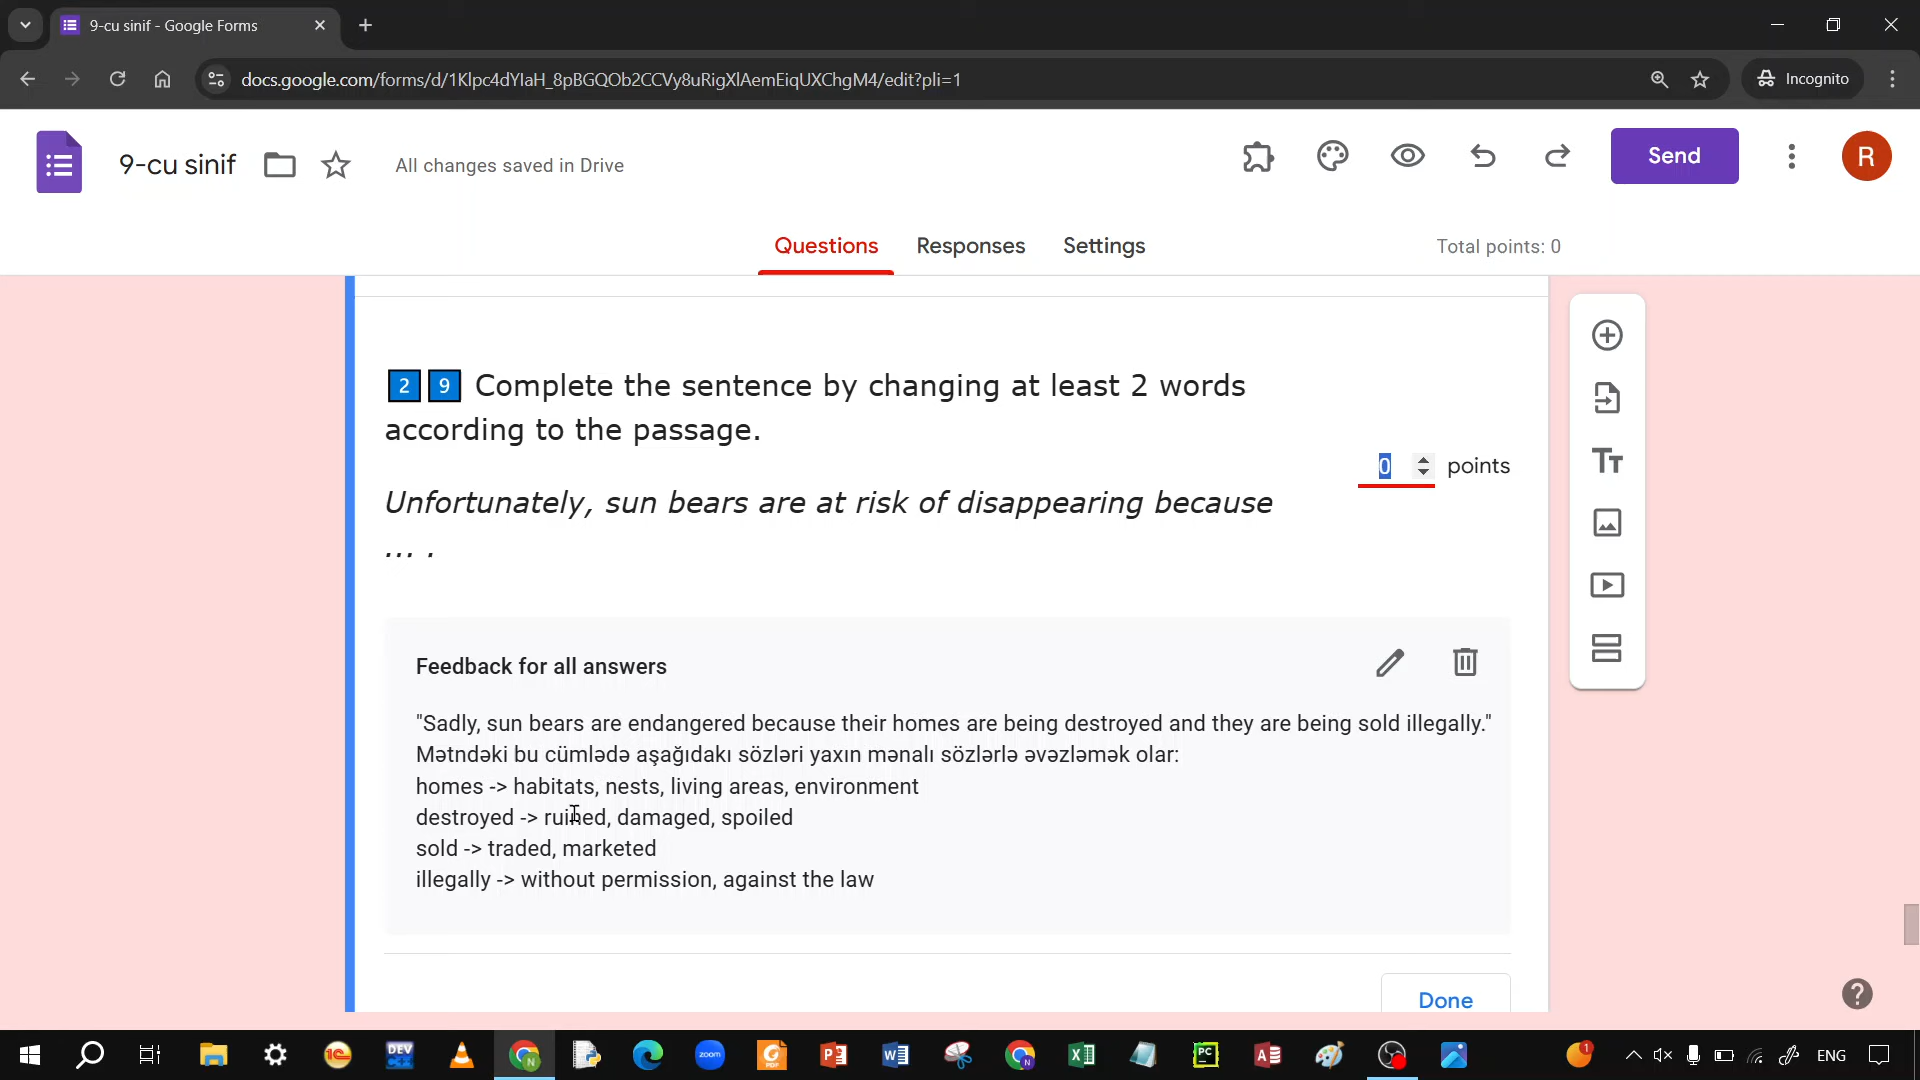 9-cu sinif - Google Forms
docs.google.com/forms/d/1Klpc4dYIaH_8pBGQOb2CCVy8uRigXlAemEiqUXChgM4/edit?pli=1
Incognito
9-cu sinif
All changes saved in Drive
Send
R
Questions
Responses
Settings
Total points: 0
2 9 Complete the sentence by changing at least 2 words
according to the passage.
0 points
Unfortunately, sun bears are at risk of disappearing because
... .
Feedback for all answers
"Sadly, sun bears are endangered because their homes are being destroyed and they are being sold illegally."
Mətndəki bu cümlədə aşağıdakı sözləri yaxın mənalı sözlərlə əvəzləmək olar:
homes -> habitats, nests, living areas, environment
destroyed -> ruined, damaged, spoiled
sold -> traded, marketed
illegally -> without permission, against the law
Done
ENG